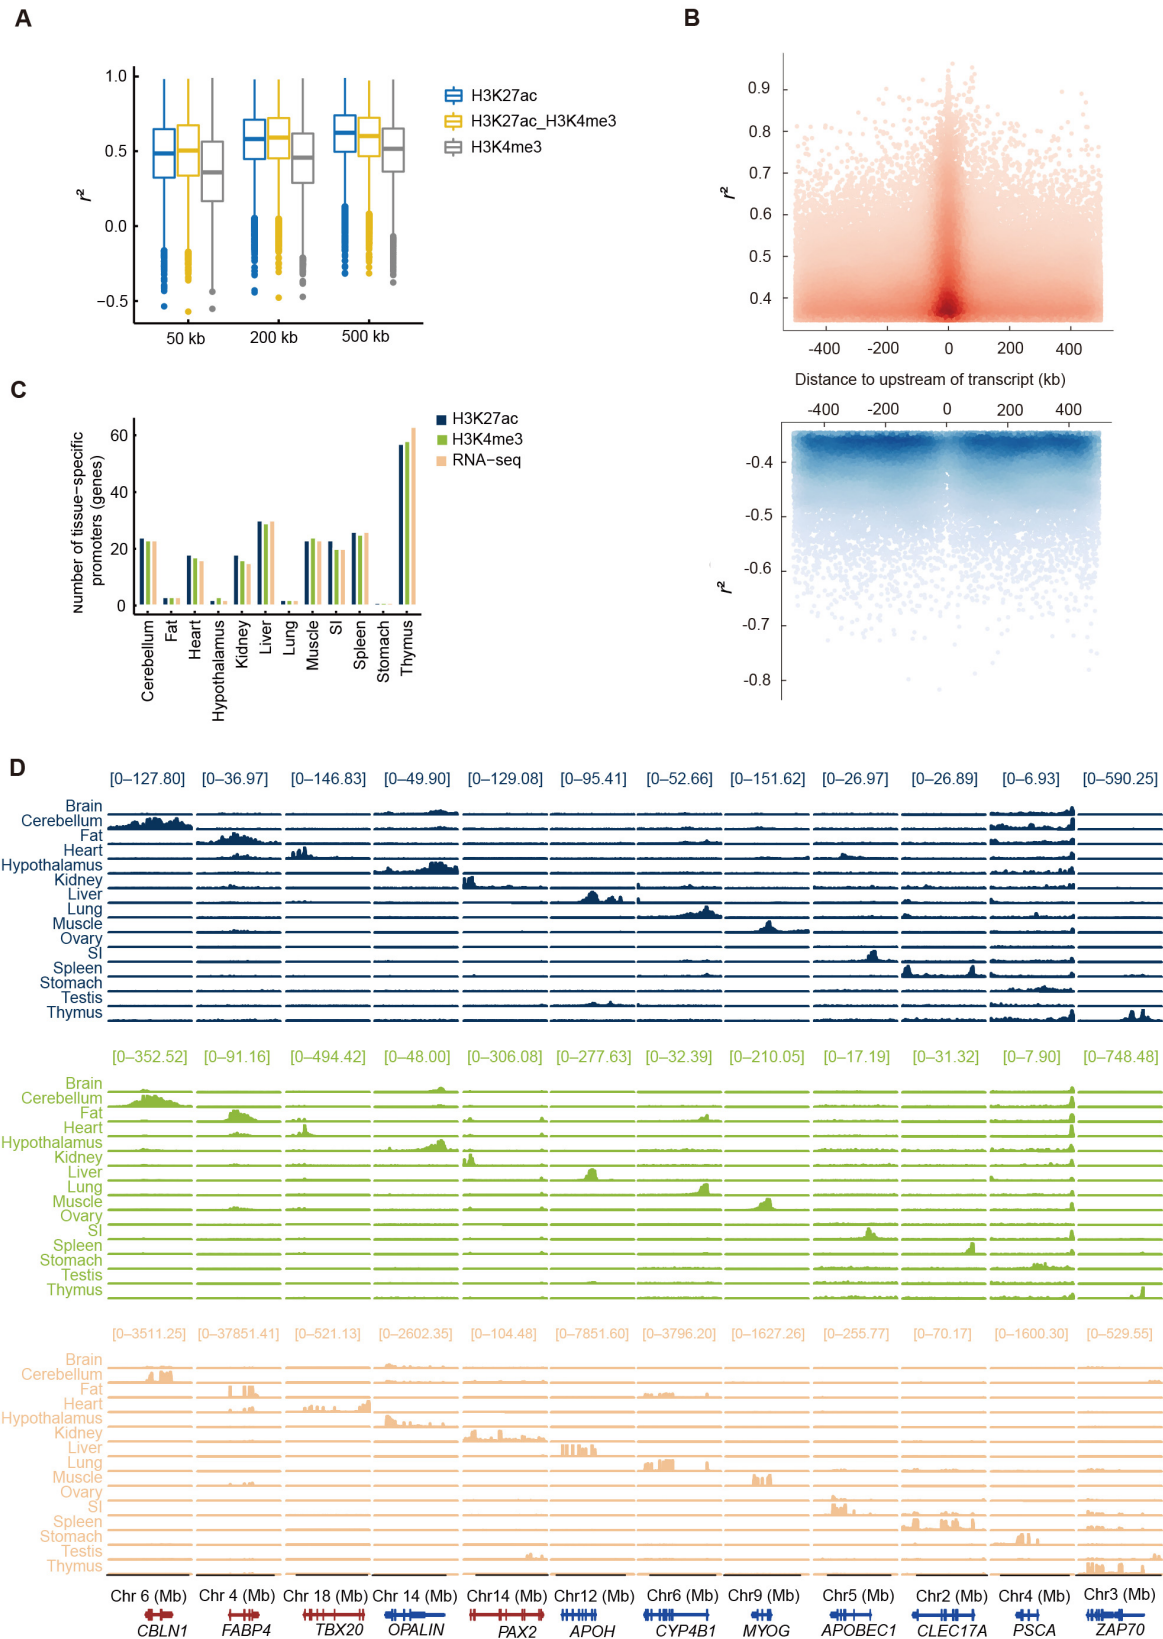 A
1.0
0.5
0.0
−0.5
r²
50 kb 200 kb 500 kb
H3K27ac
H3K27ac_H3K4me3
H3K4me3
B
0.9
0.8
0.7
0.6
0.5
0.4
r²
-400 -200 0 200 400
Distance to upstream of transcript (kb)
-400 -200 0 200 400
-0.4
-0.5
-0.6
-0.7
-0.8
r²
C
Number of tissue−specific
promoters (genes)
60
40
20
0
H3K27ac
H3K4me3
RNA−seq
Cerebellum
Fat
Heart
Hypothalamus
Kidney
Liver
Lung
Muscle
SI
Spleen
Stomach
Thymus
D
[0–127.80] [0–36.97] [0–146.83] [0–49.90] [0–129.08] [0–95.41] [0–52.66] [0–151.62] [0–26.97] [0–26.89] [0–6.93] [0–590.25]
Brain
Cerebellum
Fat
Heart
Hypothalamus
Kidney
Liver
Lung
Muscle
Ovary
SI
Spleen
Stomach
Testis
Thymus
[0–352.52] [0–91.16] [0–494.42] [0–48.00] [0–306.08] [0–277.63] [0–32.39] [0–210.05] [0–17.19] [0–31.32] [0–7.90] [0–748.48]
Brain
Cerebellum
Fat
Heart
Hypothalamus
Kidney
Liver
Lung
Muscle
Ovary
SI
Spleen
Stomach
Testis
Thymus
[0–3511.25] [0–37851.41] [0–521.13] [0–2602.35] [0–104.48] [0–7851.60] [0–3796.20] [0–1627.26] [0–255.77] [0–70.17] [0–1600.30] [0–529.55]
Brain
Cerebellum
Fat
Heart
Hypothalamus
Kidney
Liver
Lung
Muscle
Ovary
SI
Spleen
Stomach
Testis
Thymus
Chr 6 (Mb) Chr 4 (Mb) Chr 18 (Mb) Chr 14 (Mb) Chr14 (Mb) Chr12 (Mb) Chr6 (Mb) Chr9 (Mb) Chr5 (Mb) Chr2 (Mb) Chr4 (Mb) Chr3 (Mb)
CBLN1 FABP4 TBX20 OPALIN PAX2 APOH CYP4B1 MYOG APOBEC1 CLEC17A PSCA ZAP70